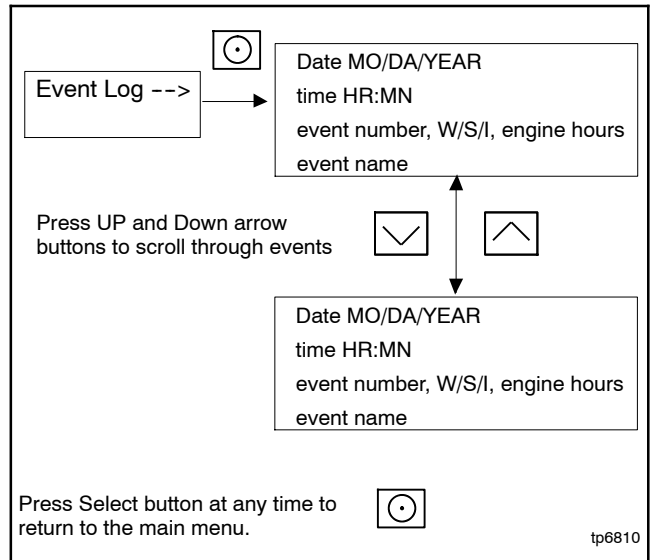 Event Log -->
Date MO/DA/YEAR
time HR:MN
event number, W/S/I, engine hours
event name
Press UP and Down arrow
buttons to scroll through events
Date MO/DA/YEAR
time HR:MN
event number, W/S/I, engine hours
event name
Press Select button at any time to
return to the main menu.
tp6810